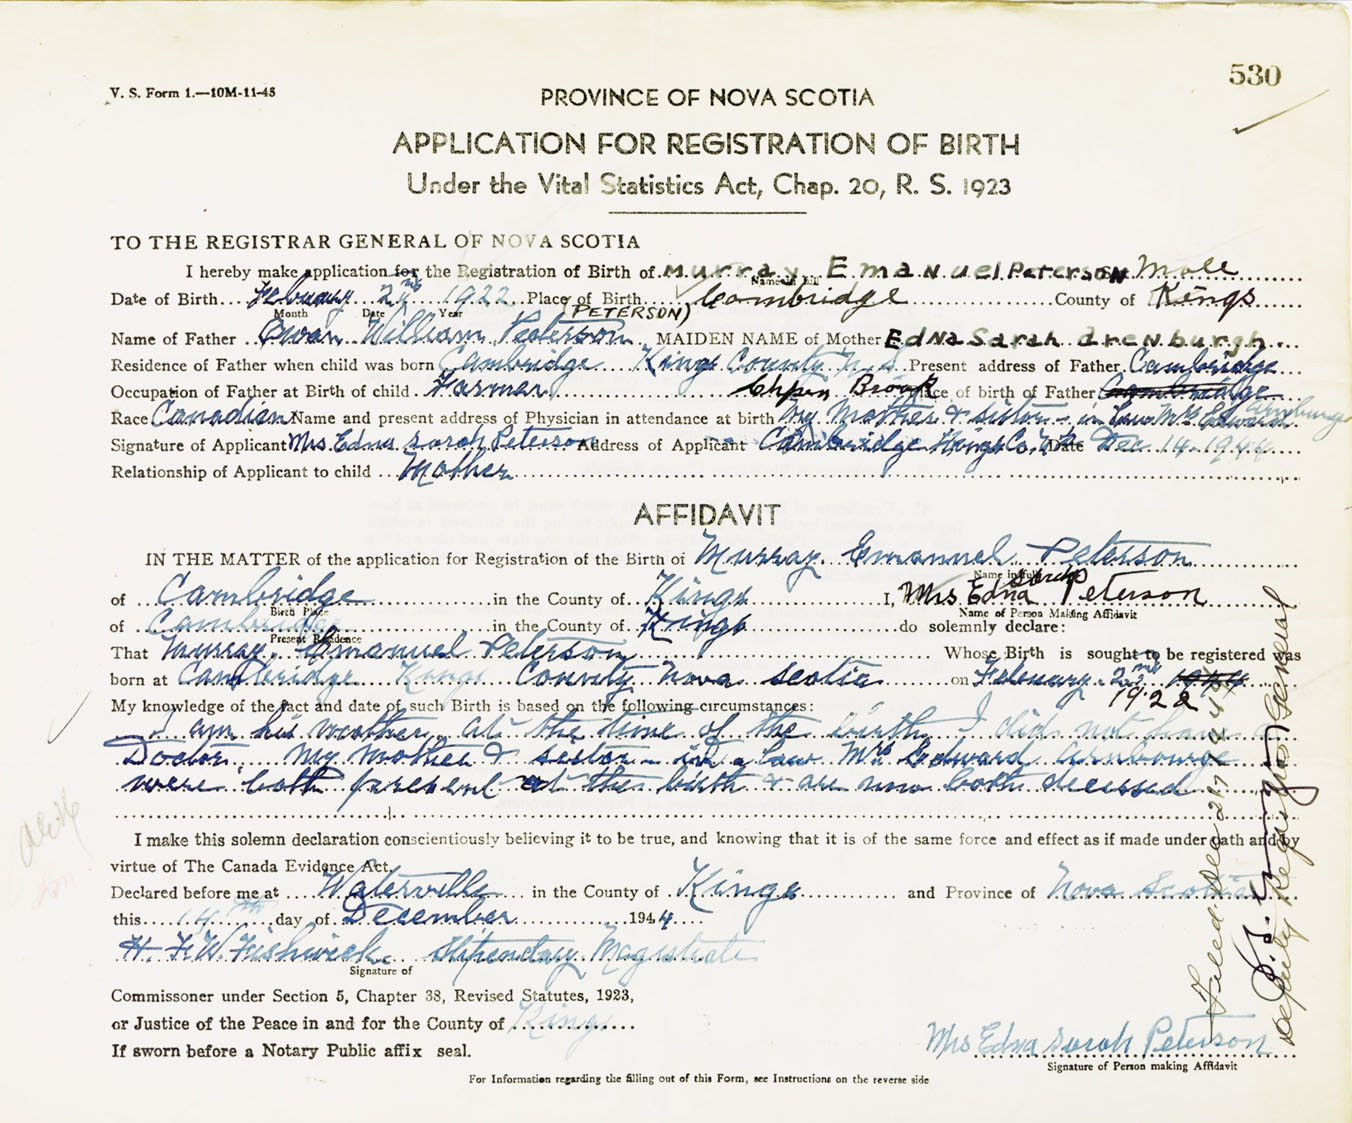 530
V. S. Form 1.—10M-11-43
PROVINCE OF NOVA SCOTIA
APPLICATION FOR REGISTRATION OF BIRTH
Under the Vital Statistics Act, Chap. 20, R. S. 1923
TO THE REGISTRAR GENERAL OF NOVA SCOTIA
I hereby make application for the Registration of Birth of Murray Emanuel Peterson Male
Name in full
Date of Birth Febuary 22nd 1922 Place of Birth Cambridge County of Kings
Month Date Year
(PETERSON)
Name of Father Owan William Peterson MAIDEN NAME of Mother Edna Sarah Arenburgh
Residence of Father when child was born Cambridge Kings County N S Present address of Father Cambridge
Occupation of Father at Birth of child Farmer Place of birth of Father Cambridge
Brook
Race Canadian Name and present address of Physician in attendance at birth My Mother & sister-in law Mrs Edward
Signature of Applicant Mrs. Edna Sarah Peterson Address of Applicant Cambridge Kings Co. N.S. Date Dec 14 1944
Relationship of Applicant to child Mother
AFFIDAVIT
IN THE MATTER of the application for Registration of the Birth of Murray Emanuel Peterson
Name in full
Sarah
of Cambridge in the County of Kings I, Mrs Edna Peterson
Birth Place Name of Person Making Affidavit
of Cambridge in the County of Kings do solemnly declare:
Present Residence
That Murray Emanuel Peterson Whose Birth is sought to be registered was
born at Cambridge Kings County Nova Scotia on Febuary 22nd 1944
1922
My knowledge of the fact and date of such Birth is based on the following circumstances:
I am his mother at the time of the birth I did not have a
Doctor. My mother & sister-in-law Mrs Edward Arnbourge
were both present at the birth & are now both decessed
I make this solemn declaration conscientiously believing it to be true, and knowing that it is of the same force and effect as if made under oath and by
virtue of The Canada Evidence Act.
Declared before me at Waterville in the County of Kings and Province of Nova Scotia
this 14th day of December 1944
H. F. W. Fishwick Stipendary Magistrate
Signature of
Commissoner under Section 5, Chapter 38, Revised Statutes, 1923,
or Justice of the Peace in and for the County of Kings
If sworn before a Notary Public affix seal.
Mrs Edna Sarah Peterson
Signature of Person making Affidavit
For Information regarding the filling out of this Form, see Instructions on the reverse side
Filed Dec 21 1944
Deputy Registrar General